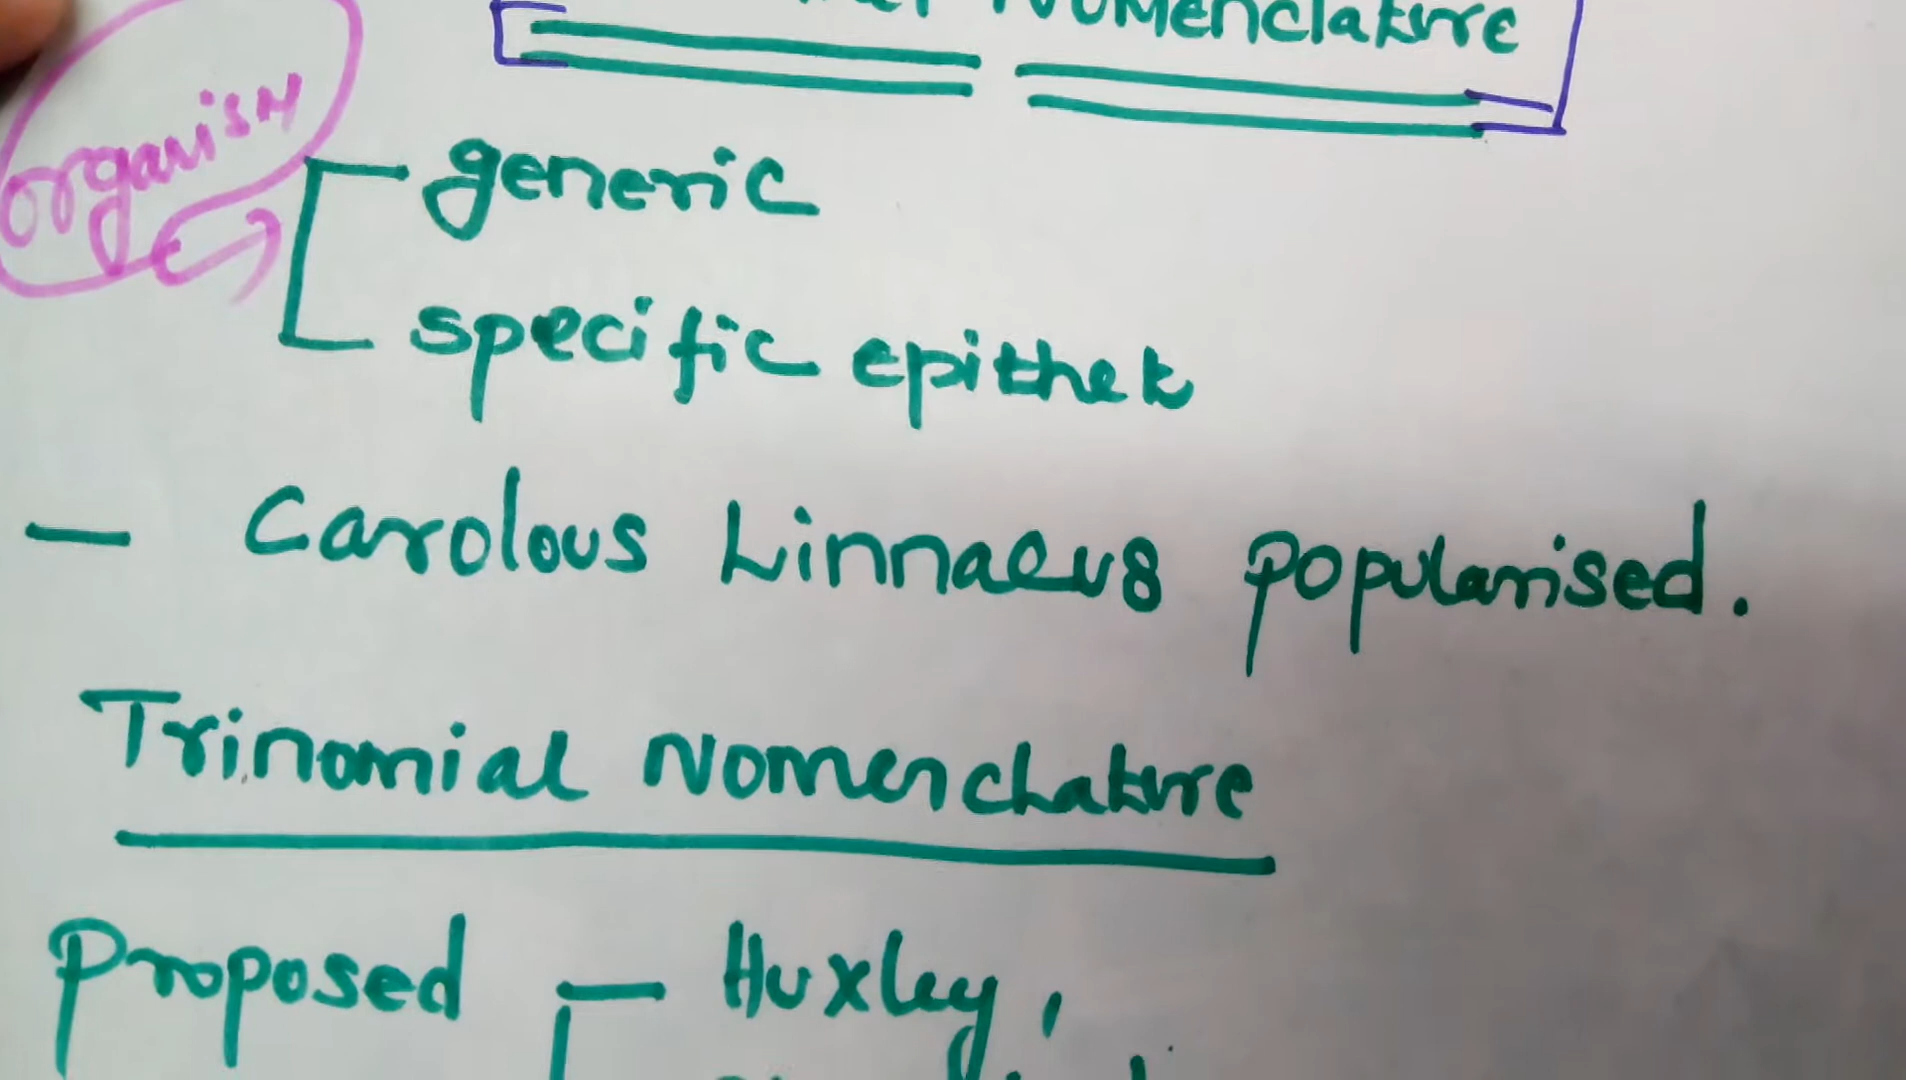 Nomenclature
organism
generic
specific epithet
- Carolous Linnaeus popularised.
Trinomial Nomenclature
Proposed - Huxley,